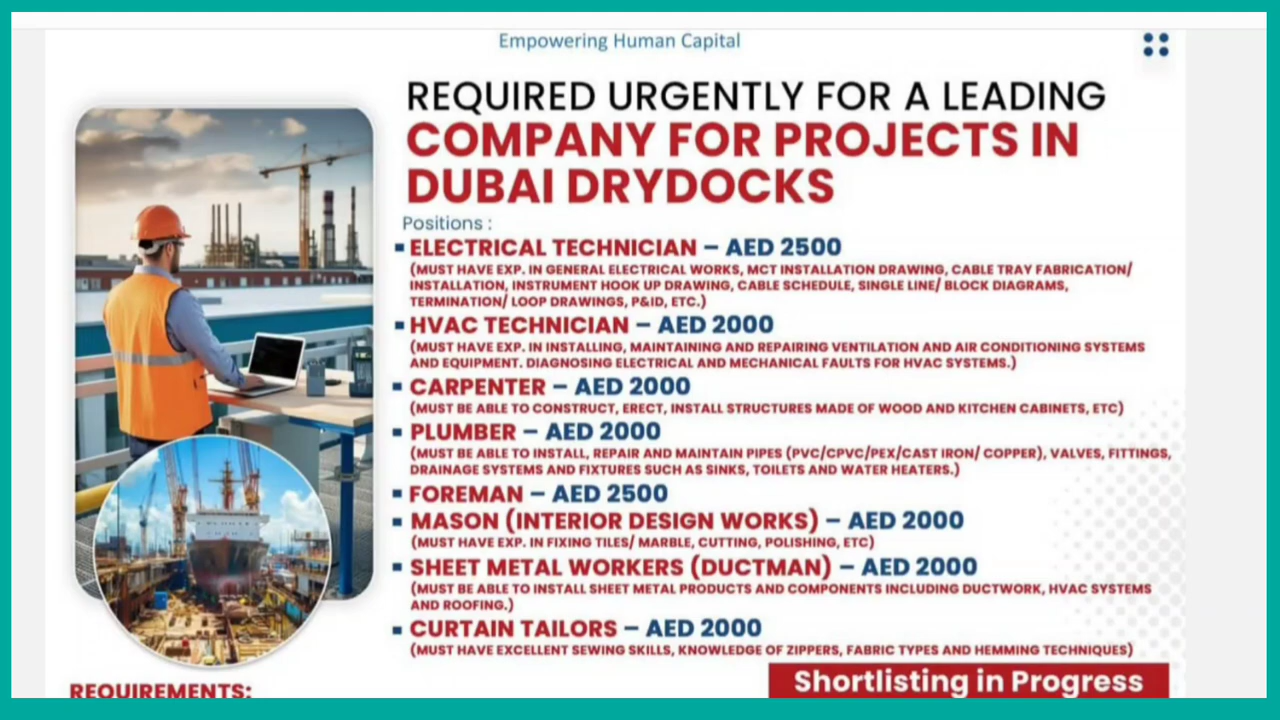 Empowering Human Capital
REQUIRED URGENTLY FOR A LEADING
COMPANY FOR PROJECTS IN
DUBAI DRYDOCKS
Positions :
▪ ELECTRICAL TECHNICIAN – AED 2500
(MUST HAVE EXP. IN GENERAL ELECTRICAL WORKS, MCT INSTALLATION DRAWING, CABLE TRAY FABRICATION/
INSTALLATION, INSTRUMENT HOOK UP DRAWING, CABLE SCHEDULE, SINGLE LINE/ BLOCK DIAGRAMS,
TERMINATION/ LOOP DRAWINGS, P&ID, ETC.)
▪ HVAC TECHNICIAN – AED 2000
(MUST HAVE EXP. IN INSTALLING, MAINTAINING AND REPAIRING VENTILATION AND AIR CONDITIONING SYSTEMS
AND EQUIPMENT. DIAGNOSING ELECTRICAL AND MECHANICAL FAULTS FOR HVAC SYSTEMS.)
▪ CARPENTER – AED 2000
(MUST BE ABLE TO CONSTRUCT, ERECT, INSTALL STRUCTURES MADE OF WOOD AND KITCHEN CABINETS, ETC)
▪ PLUMBER – AED 2000
(MUST BE ABLE TO INSTALL, REPAIR AND MAINTAIN PIPES (PVC/CPVC/PEX/CAST IRON/ COPPER), VALVES, FITTINGS,
DRAINAGE SYSTEMS AND FIXTURES SUCH AS SINKS, TOILETS AND WATER HEATERS.)
▪ FOREMAN – AED 2500
▪ MASON (INTERIOR DESIGN WORKS) – AED 2000
(MUST HAVE EXP. IN FIXING TILES/ MARBLE, CUTTING, POLISHING, ETC)
▪ SHEET METAL WORKERS (DUCTMAN) – AED 2000
(MUST BE ABLE TO INSTALL SHEET METAL PRODUCTS AND COMPONENTS INCLUDING DUCTWORK, HVAC SYSTEMS
AND ROOFING.)
▪ CURTAIN TAILORS – AED 2000
(MUST HAVE EXCELLENT SEWING SKILLS, KNOWLEDGE OF ZIPPERS, FABRIC TYPES AND HEMMING TECHNIQUES)
Shortlisting in Progress
REQUIREMENTS: